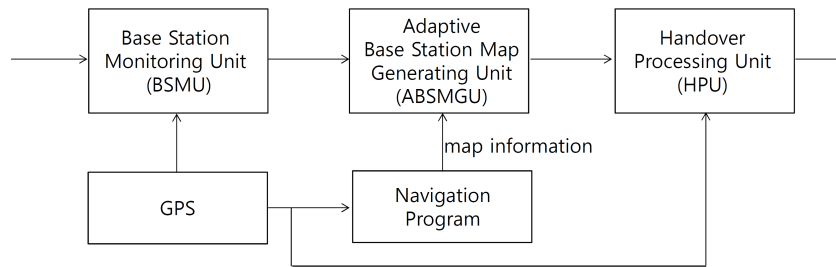 Base Station
Monitoring Unit
(BSMU)
Adaptive
Base Station Map
Generating Unit
(ABSMGU)
Handover
Processing Unit
(HPU)
map information
GPS
Navigation
Program